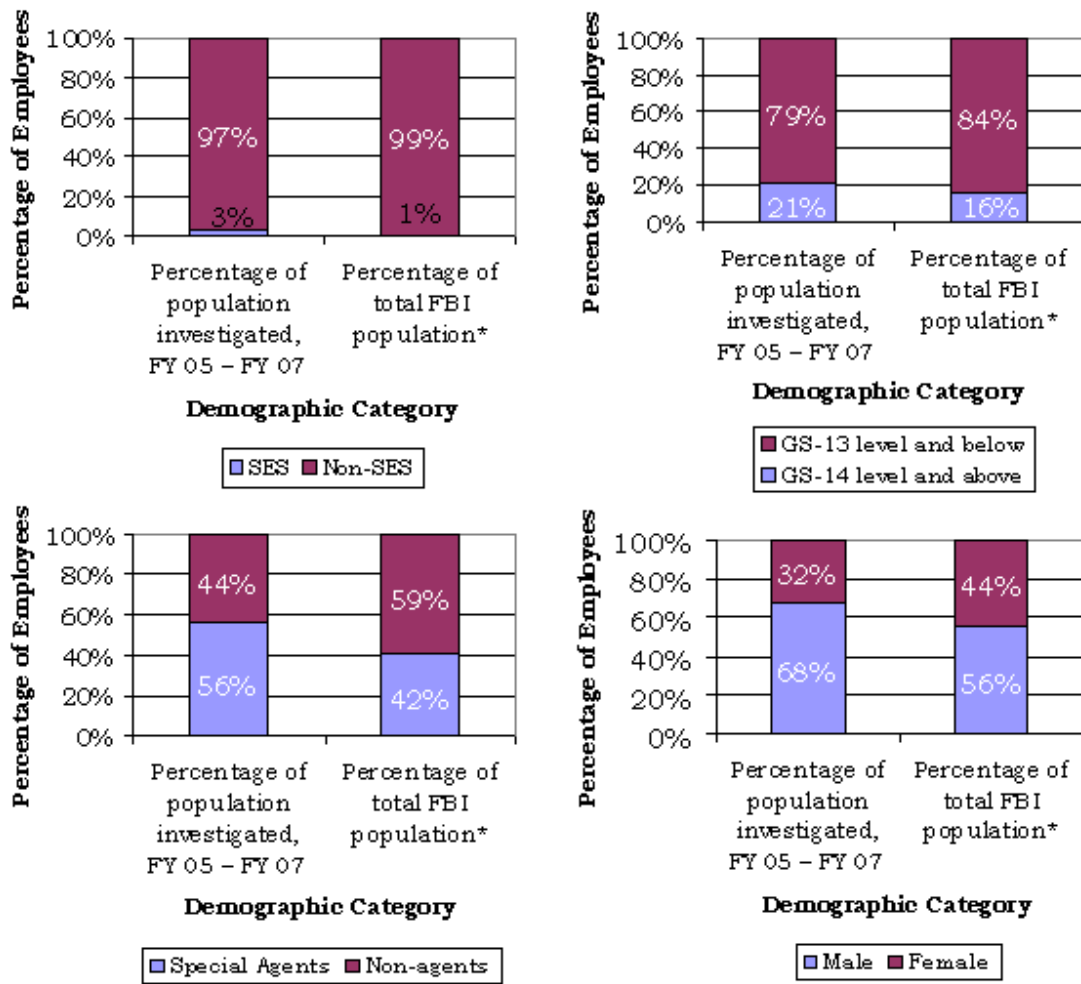 Percentage of Employees
100%
80%
60%
40%
20%
0%
97%
3%
99%
1%
Percentage of
population
investigated,
FY 05 – FY 07
Percentage of
total FBI
population*
Demographic Category
SES Non-SES
Percentage of Employees
100%
80%
60%
40%
20%
0%
79%
21%
84%
16%
Percentage of
population
investigated,
FY 05 – FY 07
Percentage of
total FBI
population*
Demographic Category
GS-13 level and below
GS-14 level and above
Percentage of Employees
100%
80%
60%
40%
20%
0%
44%
56%
59%
42%
Percentage of
population
investigated,
FY 05 – FY 07
Percentage of
total FBI
population*
Demographic Category
Special Agents Non-agents
Percentage of Employees
100%
80%
60%
40%
20%
0%
32%
68%
44%
56%
Percentage of
population
investigated,
FY 05 – FY 07
Percentage of
total FBI
population*
Demographic Category
Male Female